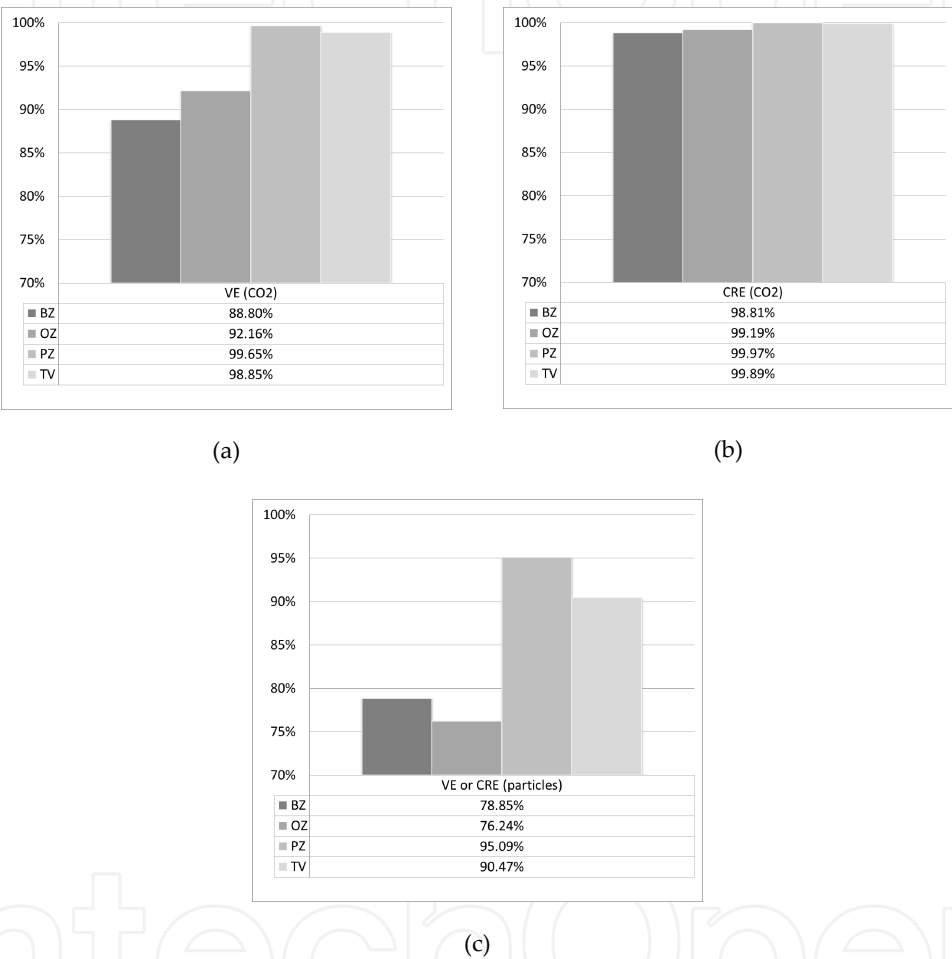 100%
95%
90%
85%
80%
75%
70%
VE (CO2)
BZ 88.80%
OZ 92.16%
PZ 99.65%
TV 98.85%
(a)
100%
95%
90%
85%
80%
75%
70%
CRE (CO2)
BZ 98.81%
OZ 99.19%
PZ 99.97%
TV 99.89%
(b)
100%
95%
90%
85%
80%
75%
70%
VE or CRE (particles)
BZ 78.85%
OZ 76.24%
PZ 95.09%
TV 90.47%
(c)